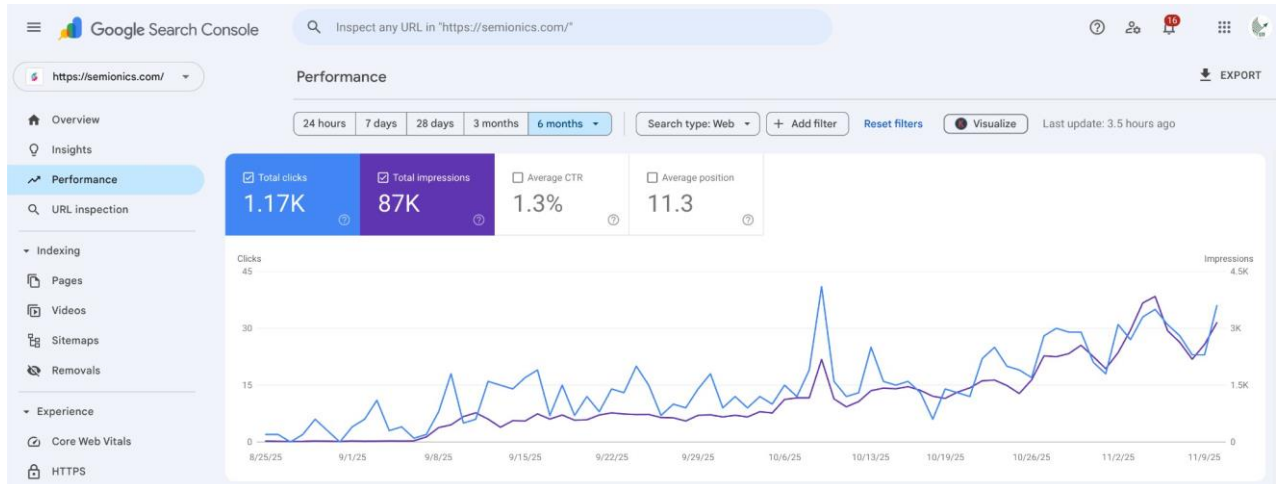 Google Search Console
Inspect any URL in "https://semionics.com/"
16
https://semionics.com/
Performance
EXPORT
Overview
Insights
Performance
URL inspection
Indexing
Pages
Videos
Sitemaps
Removals
Experience
Core Web Vitals
HTTPS
24 hours 7 days 28 days 3 months 6 months Search type: Web + Add filter Reset filters Visualize Last update: 3.5 hours ago
Total clicks Total impressions Average CTR Average position
1.17K 87K 1.3% 11.3
Clicks Impressions
45 4.5K
30 3K
15 1.5K
0 0
8/25/25 9/1/25 9/8/25 9/15/25 9/22/25 9/29/25 10/6/25 10/13/25 10/19/25 10/26/25 11/2/25 11/9/25